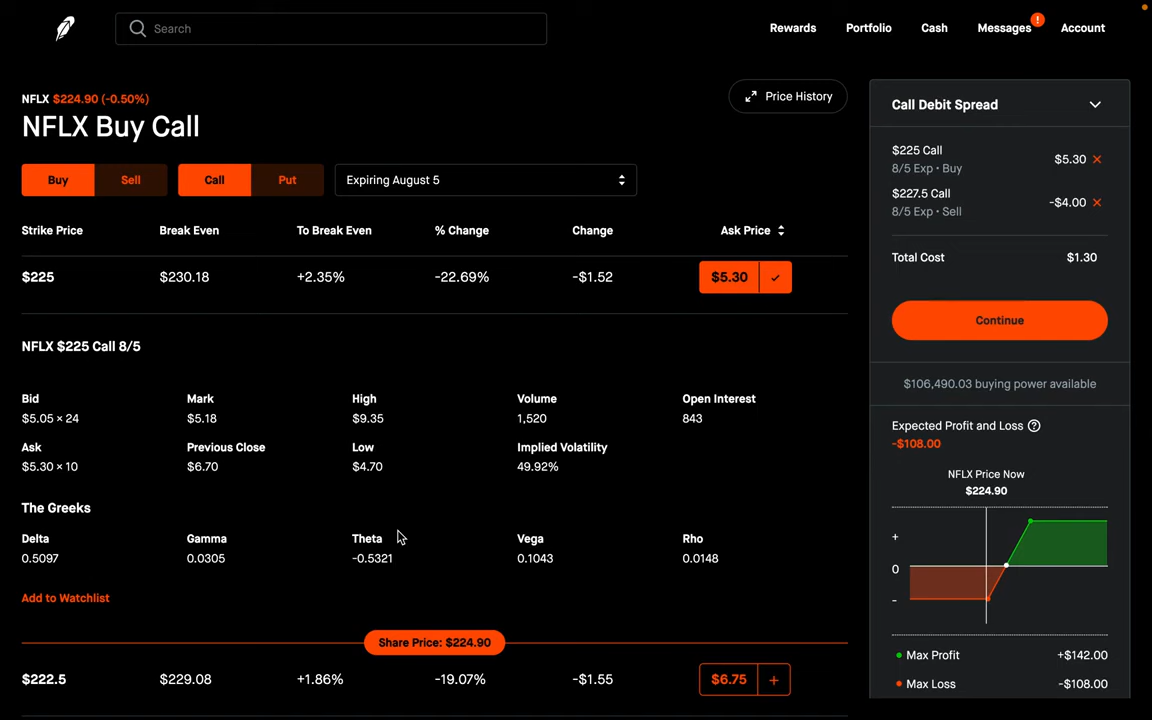 Search
Rewards Portfolio Cash Messages ! Account
NFLX $224.90 (-0.50%)
NFLX Buy Call
Price History
Buy Sell Call Put Expiring August 5
Strike Price Break Even To Break Even % Change Change Ask Price
$225 $230.18 +2.35% -22.69% -$1.52 $5.30
NFLX $225 Call 8/5
Bid Mark High Volume Open Interest
$5.05 × 24 $5.18 $9.35 1,520 843
Ask Previous Close Low Implied Volatility
$5.30 × 10 $6.70 $4.70 49.92%
The Greeks
Delta Gamma Theta Vega Rho
0.5097 0.0305 -0.5321 0.1043 0.0148
Add to Watchlist
Share Price: $224.90
$222.5 $229.08 +1.86% -19.07% -$1.55 $6.75 +
Call Debit Spread
$225 Call
8/5 Exp • Buy
$5.30 ×
$227.5 Call
8/5 Exp • Sell
-$4.00 ×
Total Cost $1.30
Continue
$106,490.03 buying power available
Expected Profit and Loss ?
-$108.00
NFLX Price Now
$224.90
+
0
-
Max Profit +$142.00
Max Loss -$108.00